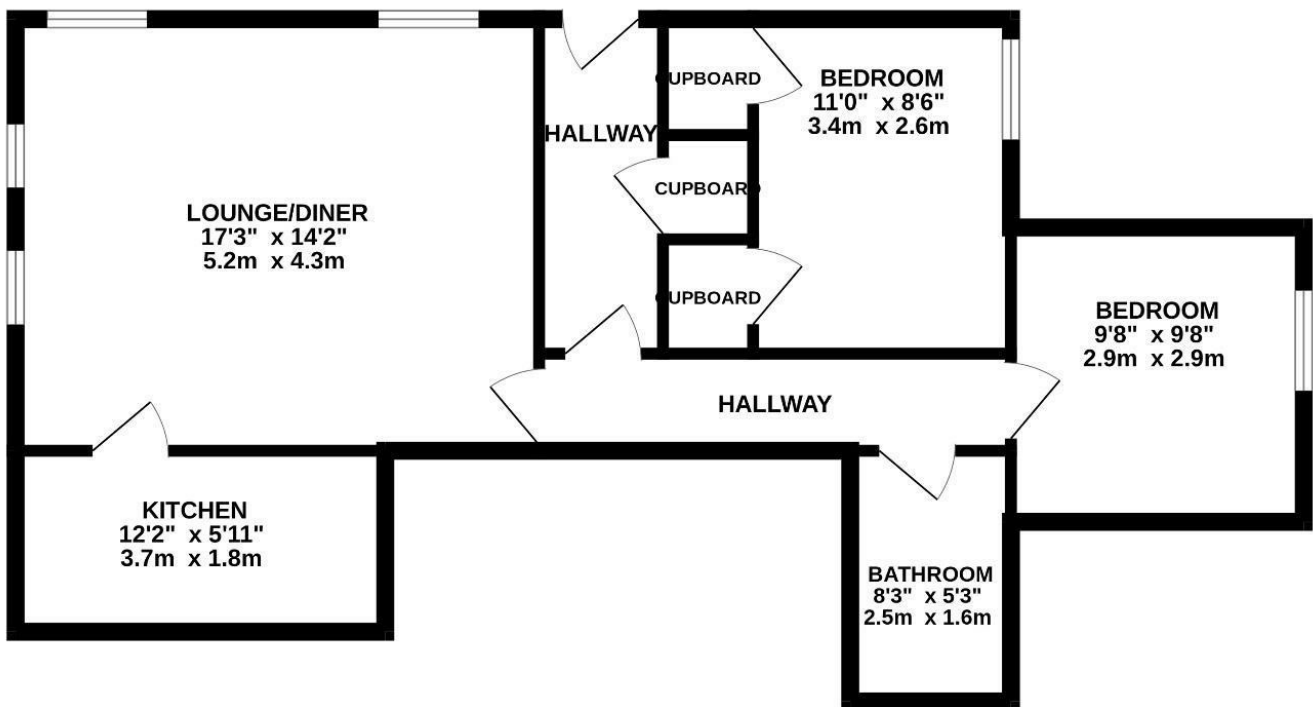 LOUNGE/DINER
17'3" x 14'2"
5.2m x 4.3m
HALLWAY
CUPBOARD
CUPBOARD
CUPBOARD
BEDROOM
11'0" x 8'6"
3.4m x 2.6m
BEDROOM
9'8" x 9'8"
2.9m x 2.9m
HALLWAY
KITCHEN
12'2" x 5'11"
3.7m x 1.8m
BATHROOM
8'3" x 5'3"
2.5m x 1.6m